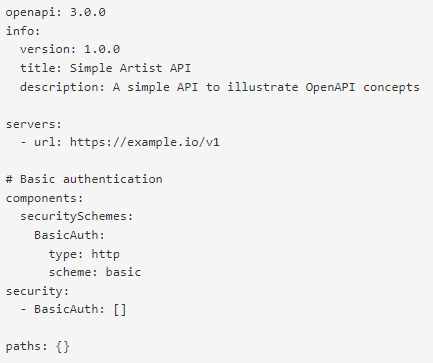 openapi: 3.0.0
info:
  version: 1.0.0
  title: Simple Artist API
  description: A simple API to illustrate OpenAPI concepts

servers:
  - url: https://example.io/v1

# Basic authentication
components:
  securitySchemes:
    BasicAuth:
      type: http
      scheme: basic
security:
  - BasicAuth: []

paths: {}